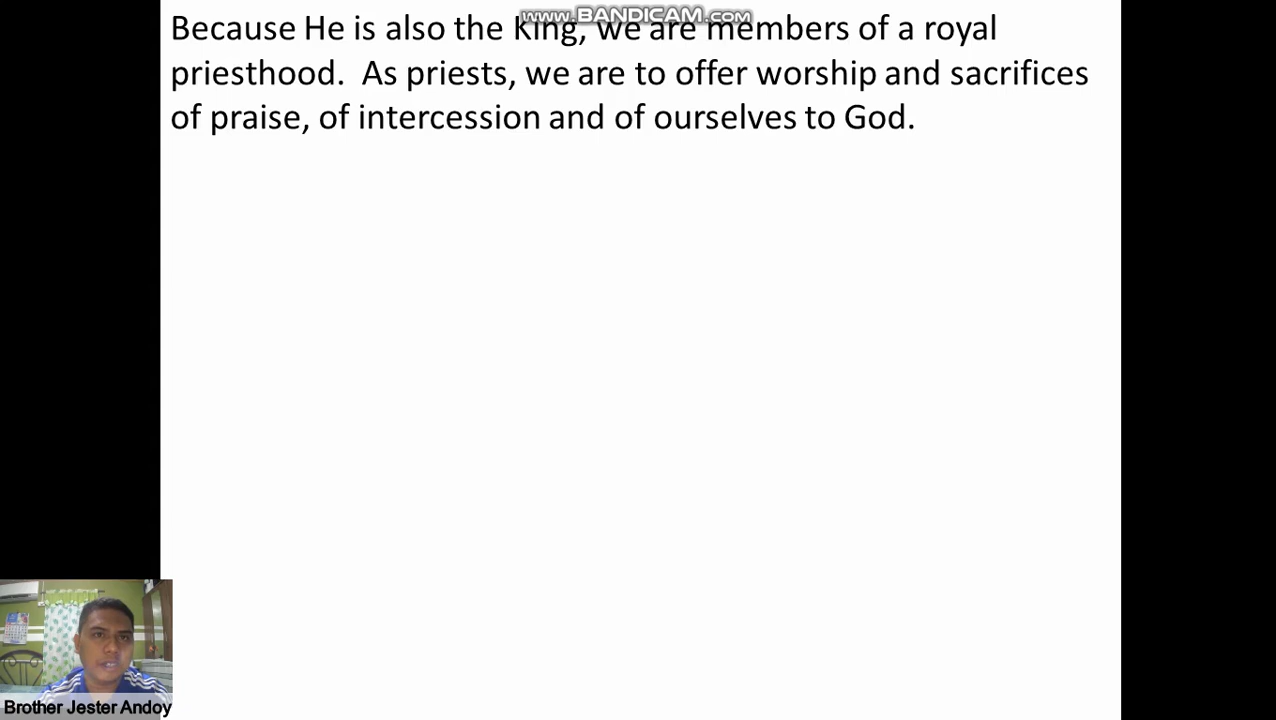 www.BANDICAM.com
Because He is also the King, we are members of a royal
priesthood.  As priests, we are to offer worship and sacrifices
of praise, of intercession and of ourselves to God.
Brother Jester Andoy